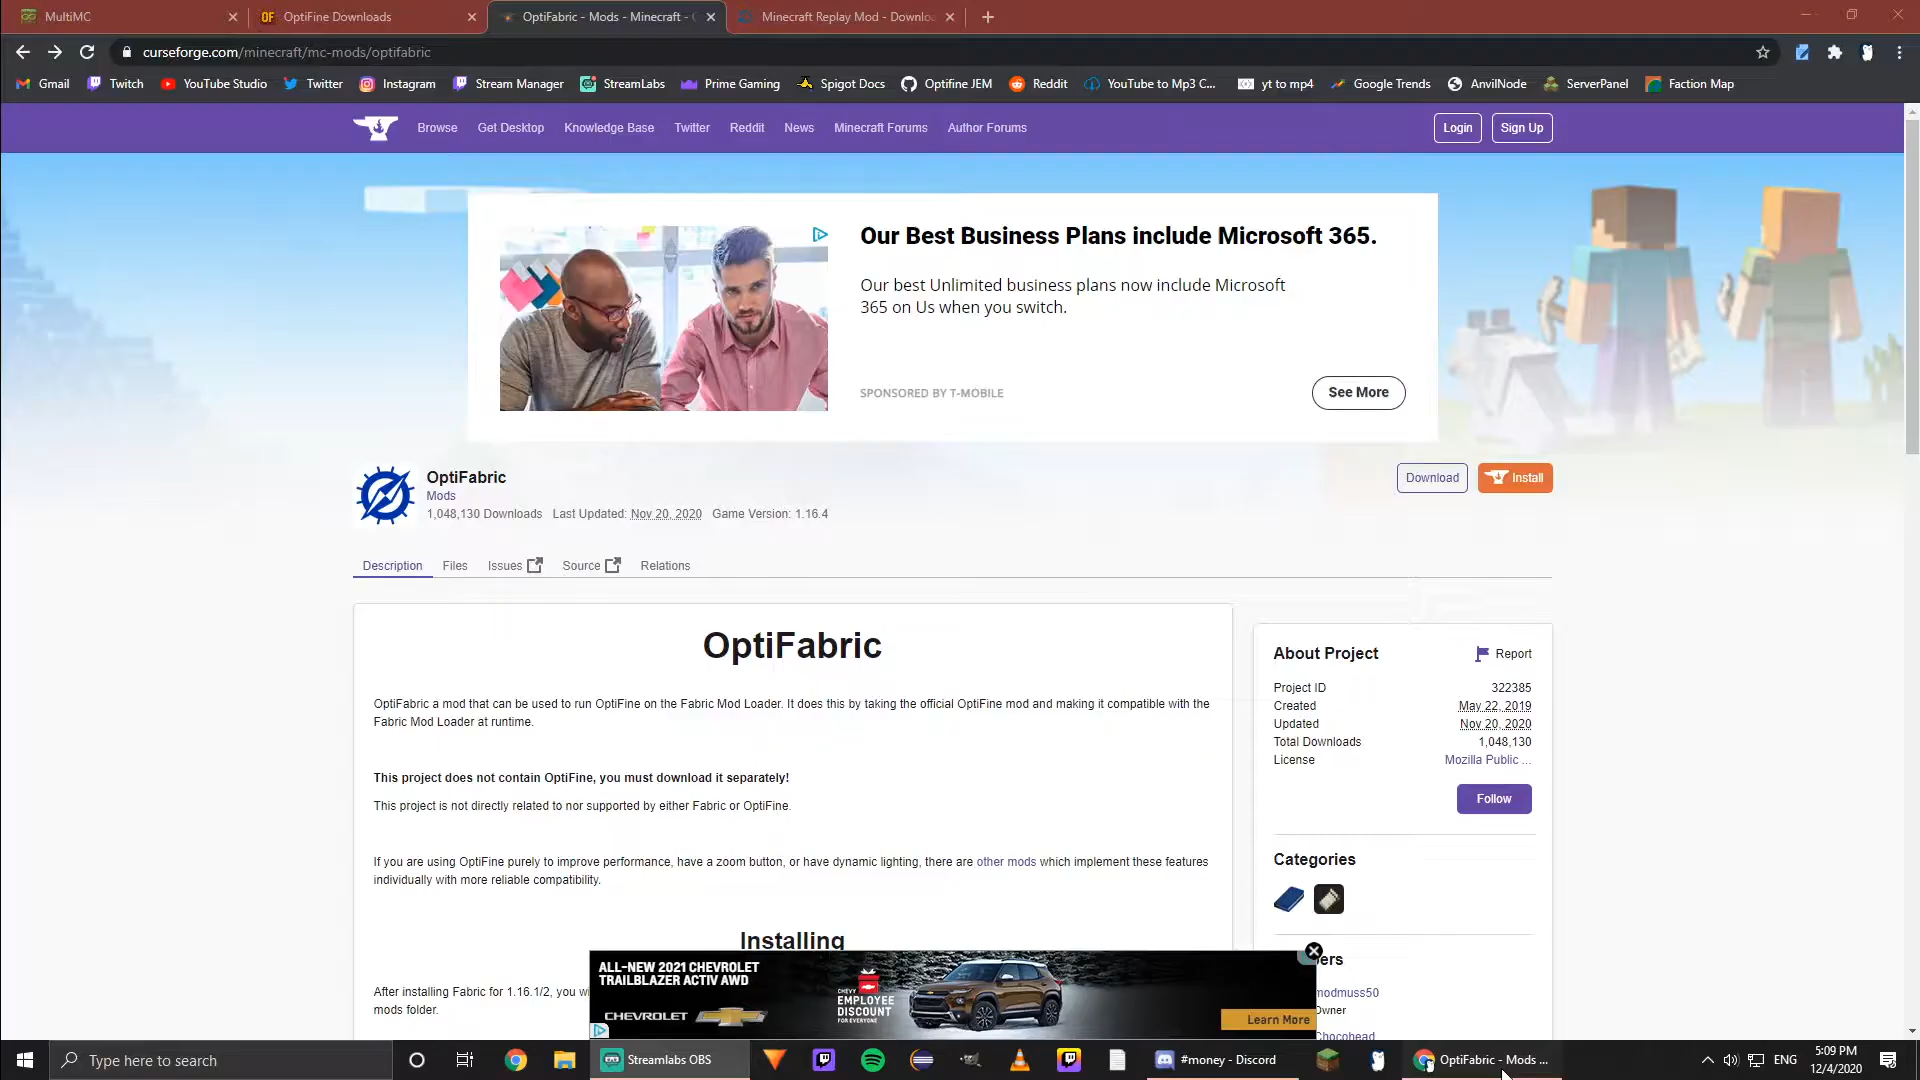 MultiMC
OF OptiFine Downloads
OptiFabric - Mods - Minecraft -
Minecraft Replay Mod - Downlo
curseforge.com/minecraft/mc-mods/optifabric
Gmail Twitch YouTube Studio Twitter Instagram Stream Manager StreamLabs Prime Gaming Spigot Docs Optifine JEM Reddit YouTube to Mp3 C... yt to mp4 Google Trends AnvilNode ServerPanel Faction Map
Browse Get Desktop Knowledge Base Twitter Reddit News Minecraft Forums Author Forums Login Sign Up
Our Best Business Plans include Microsoft 365.
Our best Unlimited business plans now include Microsoft
365 on Us when you switch.
SPONSORED BY T-MOBILE See More
OptiFabric
Mods
1,048,130 Downloads Last Updated: Nov 20, 2020 Game Version: 1.16.4
Download Install
Description Files Issues Source Relations
OptiFabric
OptiFabric a mod that can be used to run OptiFine on the Fabric Mod Loader. It does this by taking the official OptiFine mod and making it compatible with the
Fabric Mod Loader at runtime.
This project does not contain OptiFine, you must download it separately!
This project is not directly related to nor supported by either Fabric or OptiFine.
If you are using OptiFine purely to improve performance, have a zoom button, or have dynamic lighting, there are other mods which implement these features
individually with more reliable compatibility.
Installing
After installing Fabric for 1.16.1/2, you wi
mods folder.
About Project Report
Project ID 322385
Created May 22, 2019
Updated Nov 20, 2020
Total Downloads 1,048,130
License Mozilla Public ...
Follow
Categories
ers
modmuss50
Owner
Chocohead
ALL-NEW 2021 CHEVROLET
TRAILBLAZER ACTIV AWD
CHEVROLET
CHEVY
EMPLOYEE
DISCOUNT
FOR EVERYONE
Learn More
Type here to search
Streamlabs OBS
#money - Discord
OptiFabric - Mods ...
ENG
5:09 PM
12/4/2020